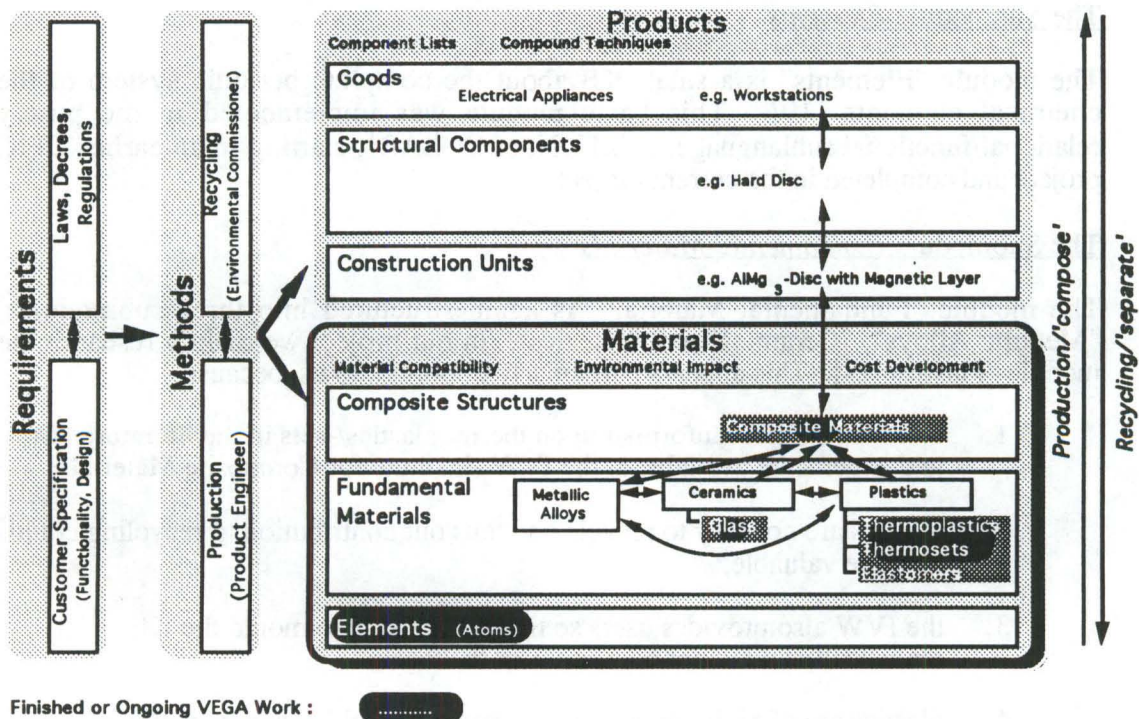 Products
Component Lists Compound Techniques
Goods
Electrical Appliances e.g. Workstation
Structural Components
e.g. Hard Disc
Construction Units
e.g. AlMg3-Disc with Magnetic Layer
Materials
Material Compatibility Environmental Impact Cost Development
Composite Structures
Composite Materials
Fundamental
Materials
Metallic
Alloys
Ceramics
Glass
Plastics
Thermoplastics
Thermosets
Elastomers
Elements (Atoms)
Requirements
Laws, Decrees,
Regulations
Customer Specification
(Functionality, Design)
Methods
Recycling
(Environmental Commissioner)
Production
(Product Engineer)
Production/'compose'
Recycling/'separate'
Finished or Ongoing VEGA Work :
...........